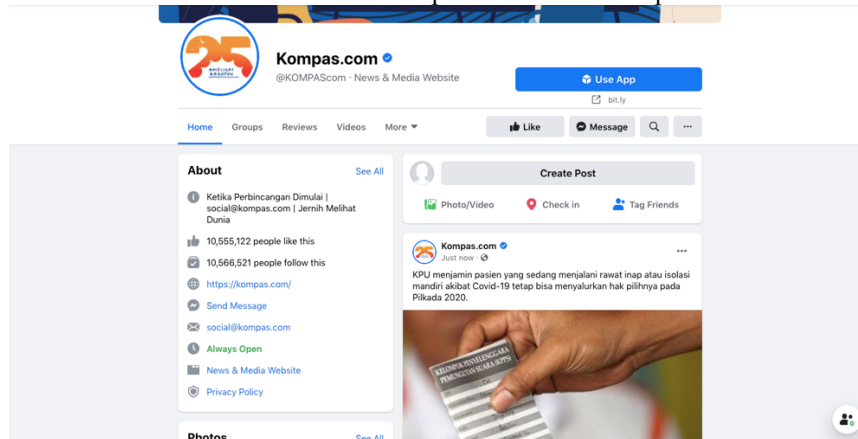 Kompas.com
@KOMPAScom · News & Media Website
Use App
bit.ly
Home Groups Reviews Videos More
Like Message
About See All
Ketika Perbincangan Dimulai |
social@kompas.com | Jernih Melihat
Dunia
10,555,122 people like this
10,566,521 people follow this
https://kompas.com/
Send Message
social@kompas.com
Always Open
News & Media Website
Privacy Policy
Photos See All
Create Post
Photo/Video Check in Tag Friends
Kompas.com
Just now ·
KPU menjamin pasien yang sedang menjalani rawat inap atau isolasi
mandiri akibat Covid-19 tetap bisa menyalurkan hak pilihnya pada
Pilkada 2020.
KELOMPOK PENYELENGGARA
PEMUNGUTAN SUARA (KPPS)